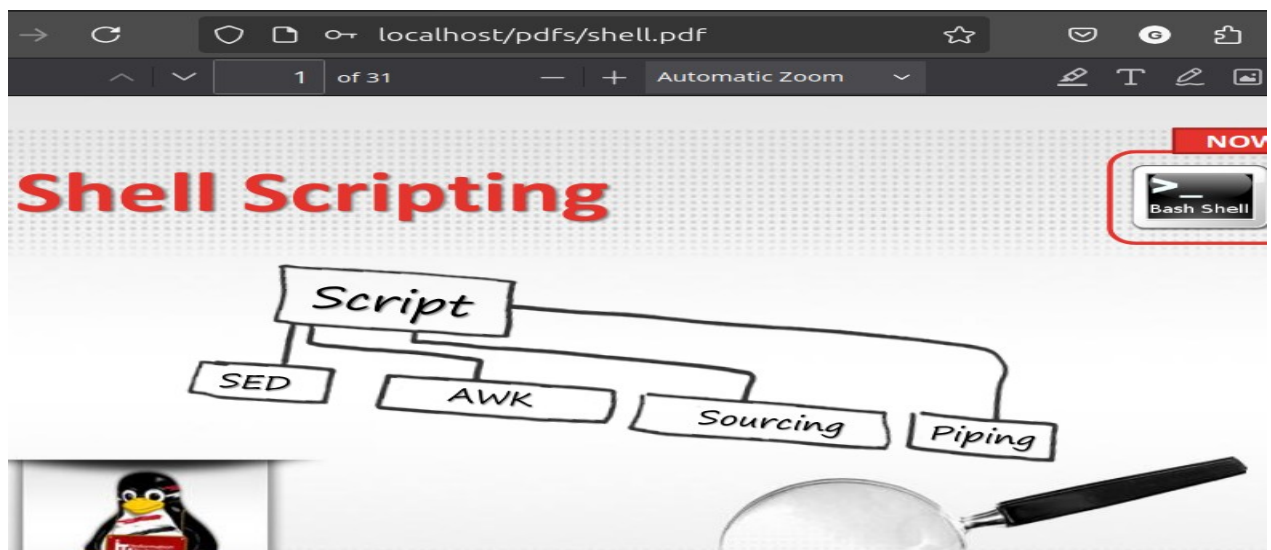 localhost/pdfs/shell.pdf
1 of 31 Automatic Zoom
NOW
Shell Scripting
>_
Bash Shell
Script
SED
AWK
Sourcing
Piping